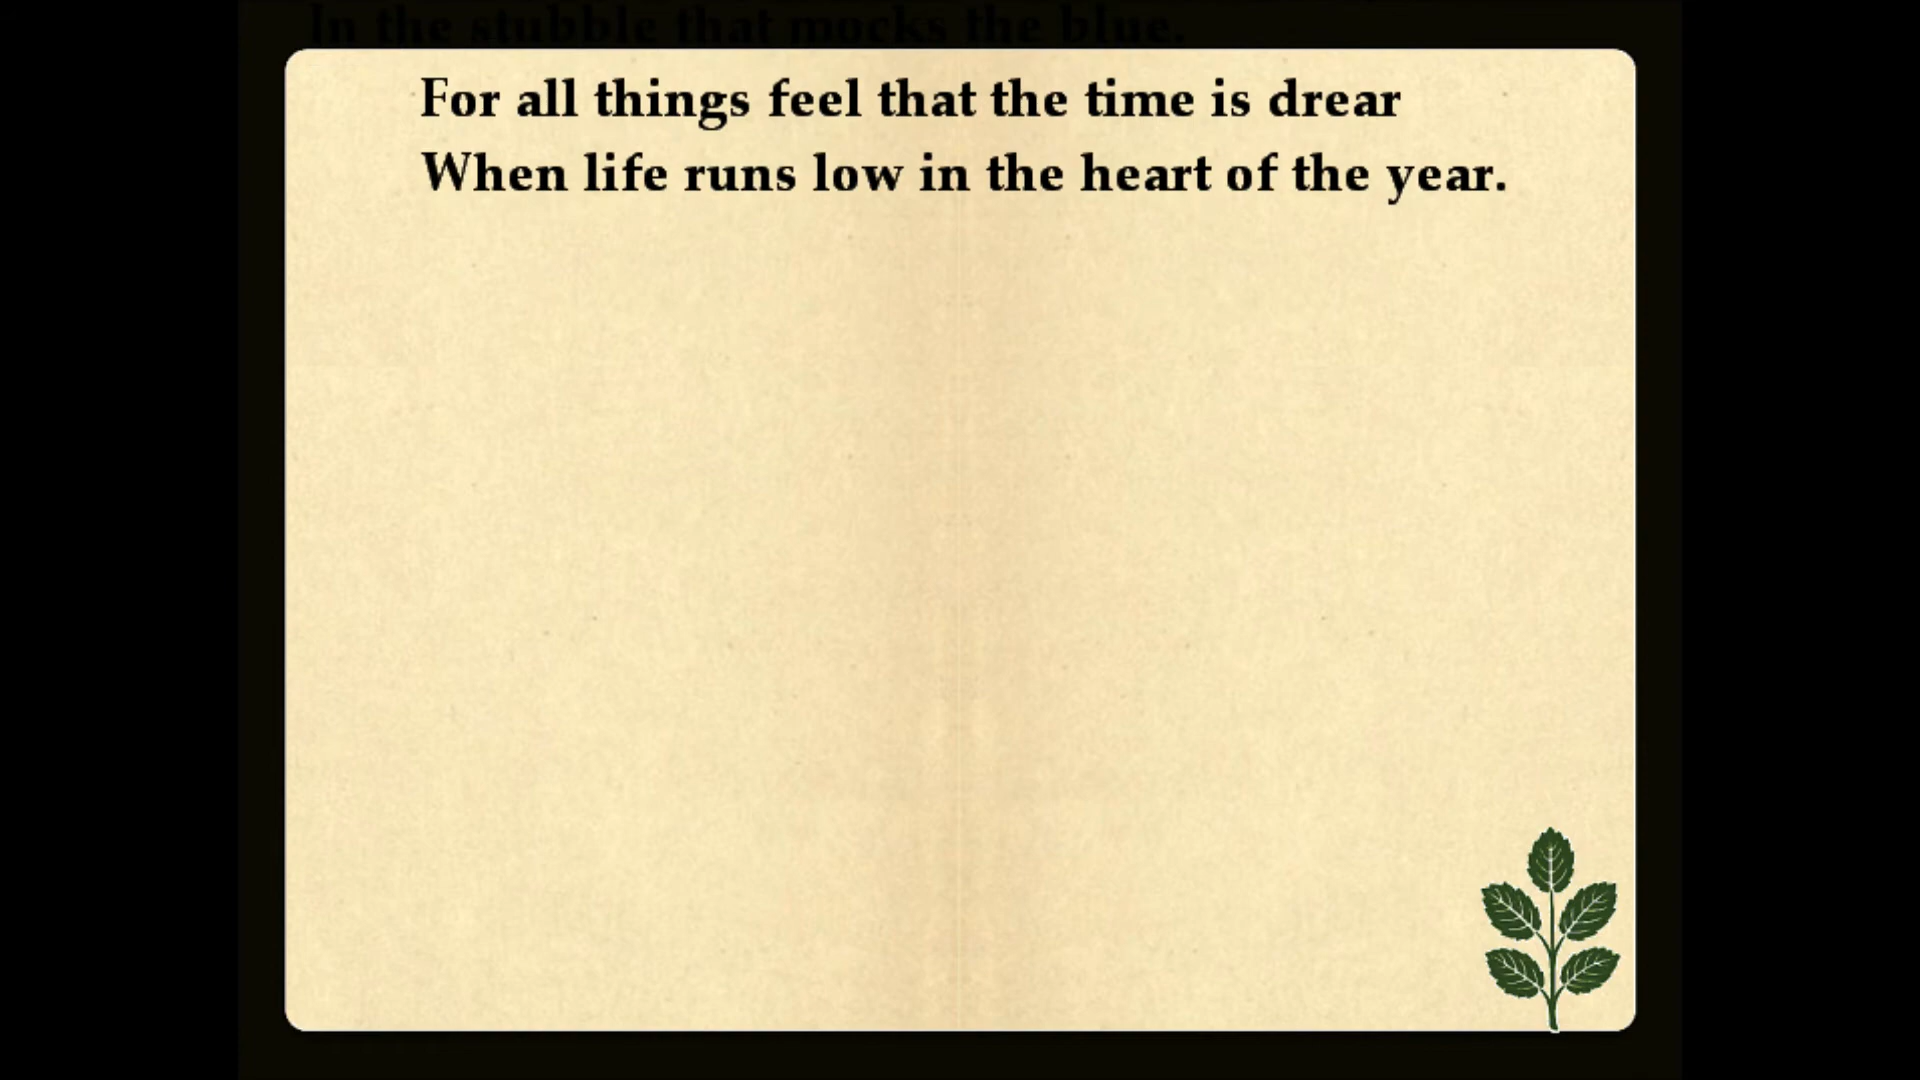 In the stubble that mocks the blue.
For all things feel that the time is drear
When life runs low in the heart of the year.